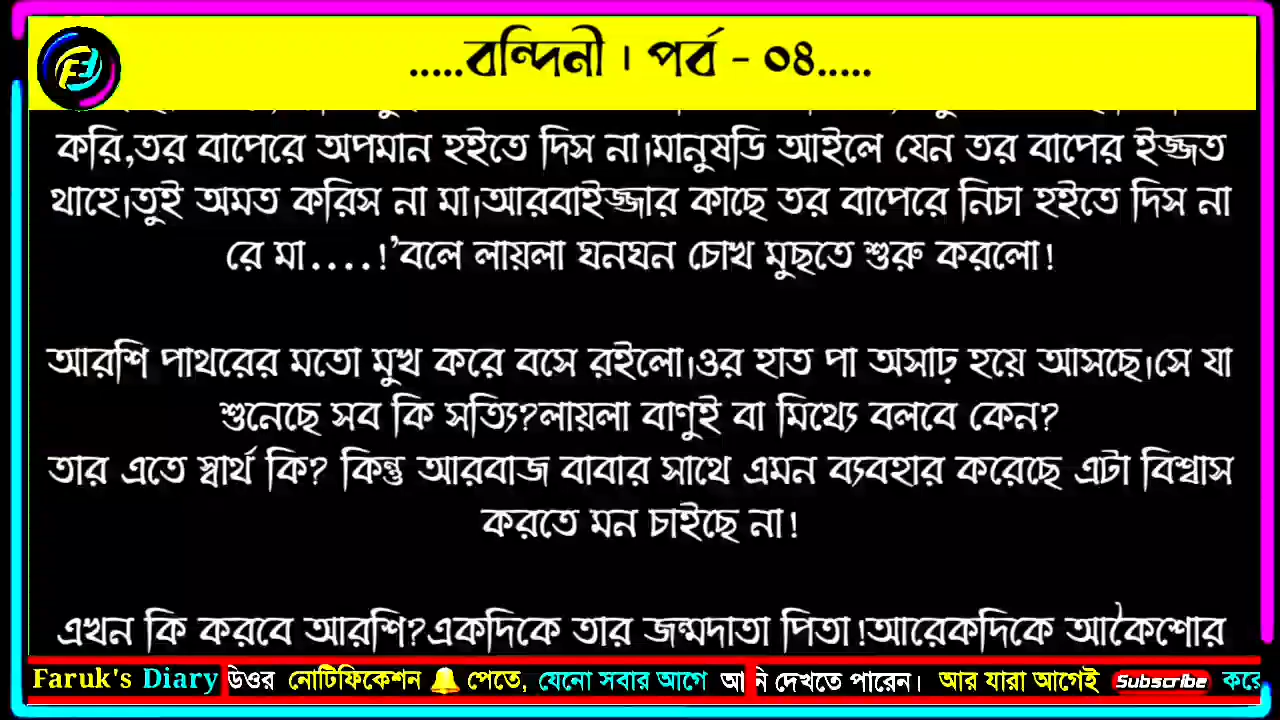 .....বন্দিনী । পর্ব - ০৪.....
করি,তর বাপেরে অপমান হইতে দিস না।মানুষডি আইলে যেন তর বাপের ইজ্জত
থাহে।তুই অমত করিস না মা।আরবাইজ্জার কাছে তর বাপেরে নিচা হইতে দিস না
রে মা....!’বলে লায়লা ঘনঘন চোখ মুছতে শুরু করলো!
আরশি পাথরের মতো মুখ করে বসে রইলো।ওর হাত পা অসাঢ় হয়ে আসছে।সে যা
শুনেছে সব কি সত্যি?লায়লা বাণুই বা মিথ্যে বলবে কেন?
তার এতে স্বার্থ কি? কিন্তু আরবাজ বাবার সাথে এমন ব্যবহার করেছে এটা বিশ্বাস
করতে মন চাইছে না!
এখন কি করবে আরশি?একদিকে তার জন্মদাতা পিতা!আরেকদিকে আকৈশোর
Faruk's Diary উওর নোটিফিকেশন 🔔 পেতে, যেনো সবার আগে আ নি দেখতে পারেন। আর যারা আগেই Subscribe করে